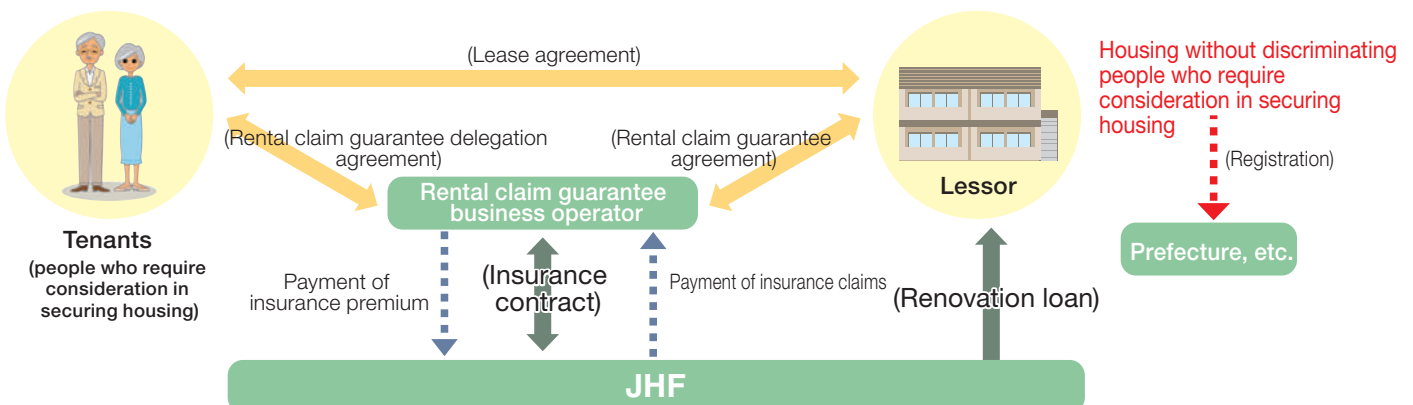 (Lease agreement)
Housing without discriminating
people who require
consideration in securing
housing
(Registration)
Prefecture, etc.
(Rental claim guarantee delegation
agreement)
(Rental claim guarantee
agreement)
Rental claim guarantee
business operator
Lessor
Tenants
(people who require
consideration in
securing housing)
Payment of
insurance premium
(Insurance
contract)
Payment of insurance claims
(Renovation loan)
JHF